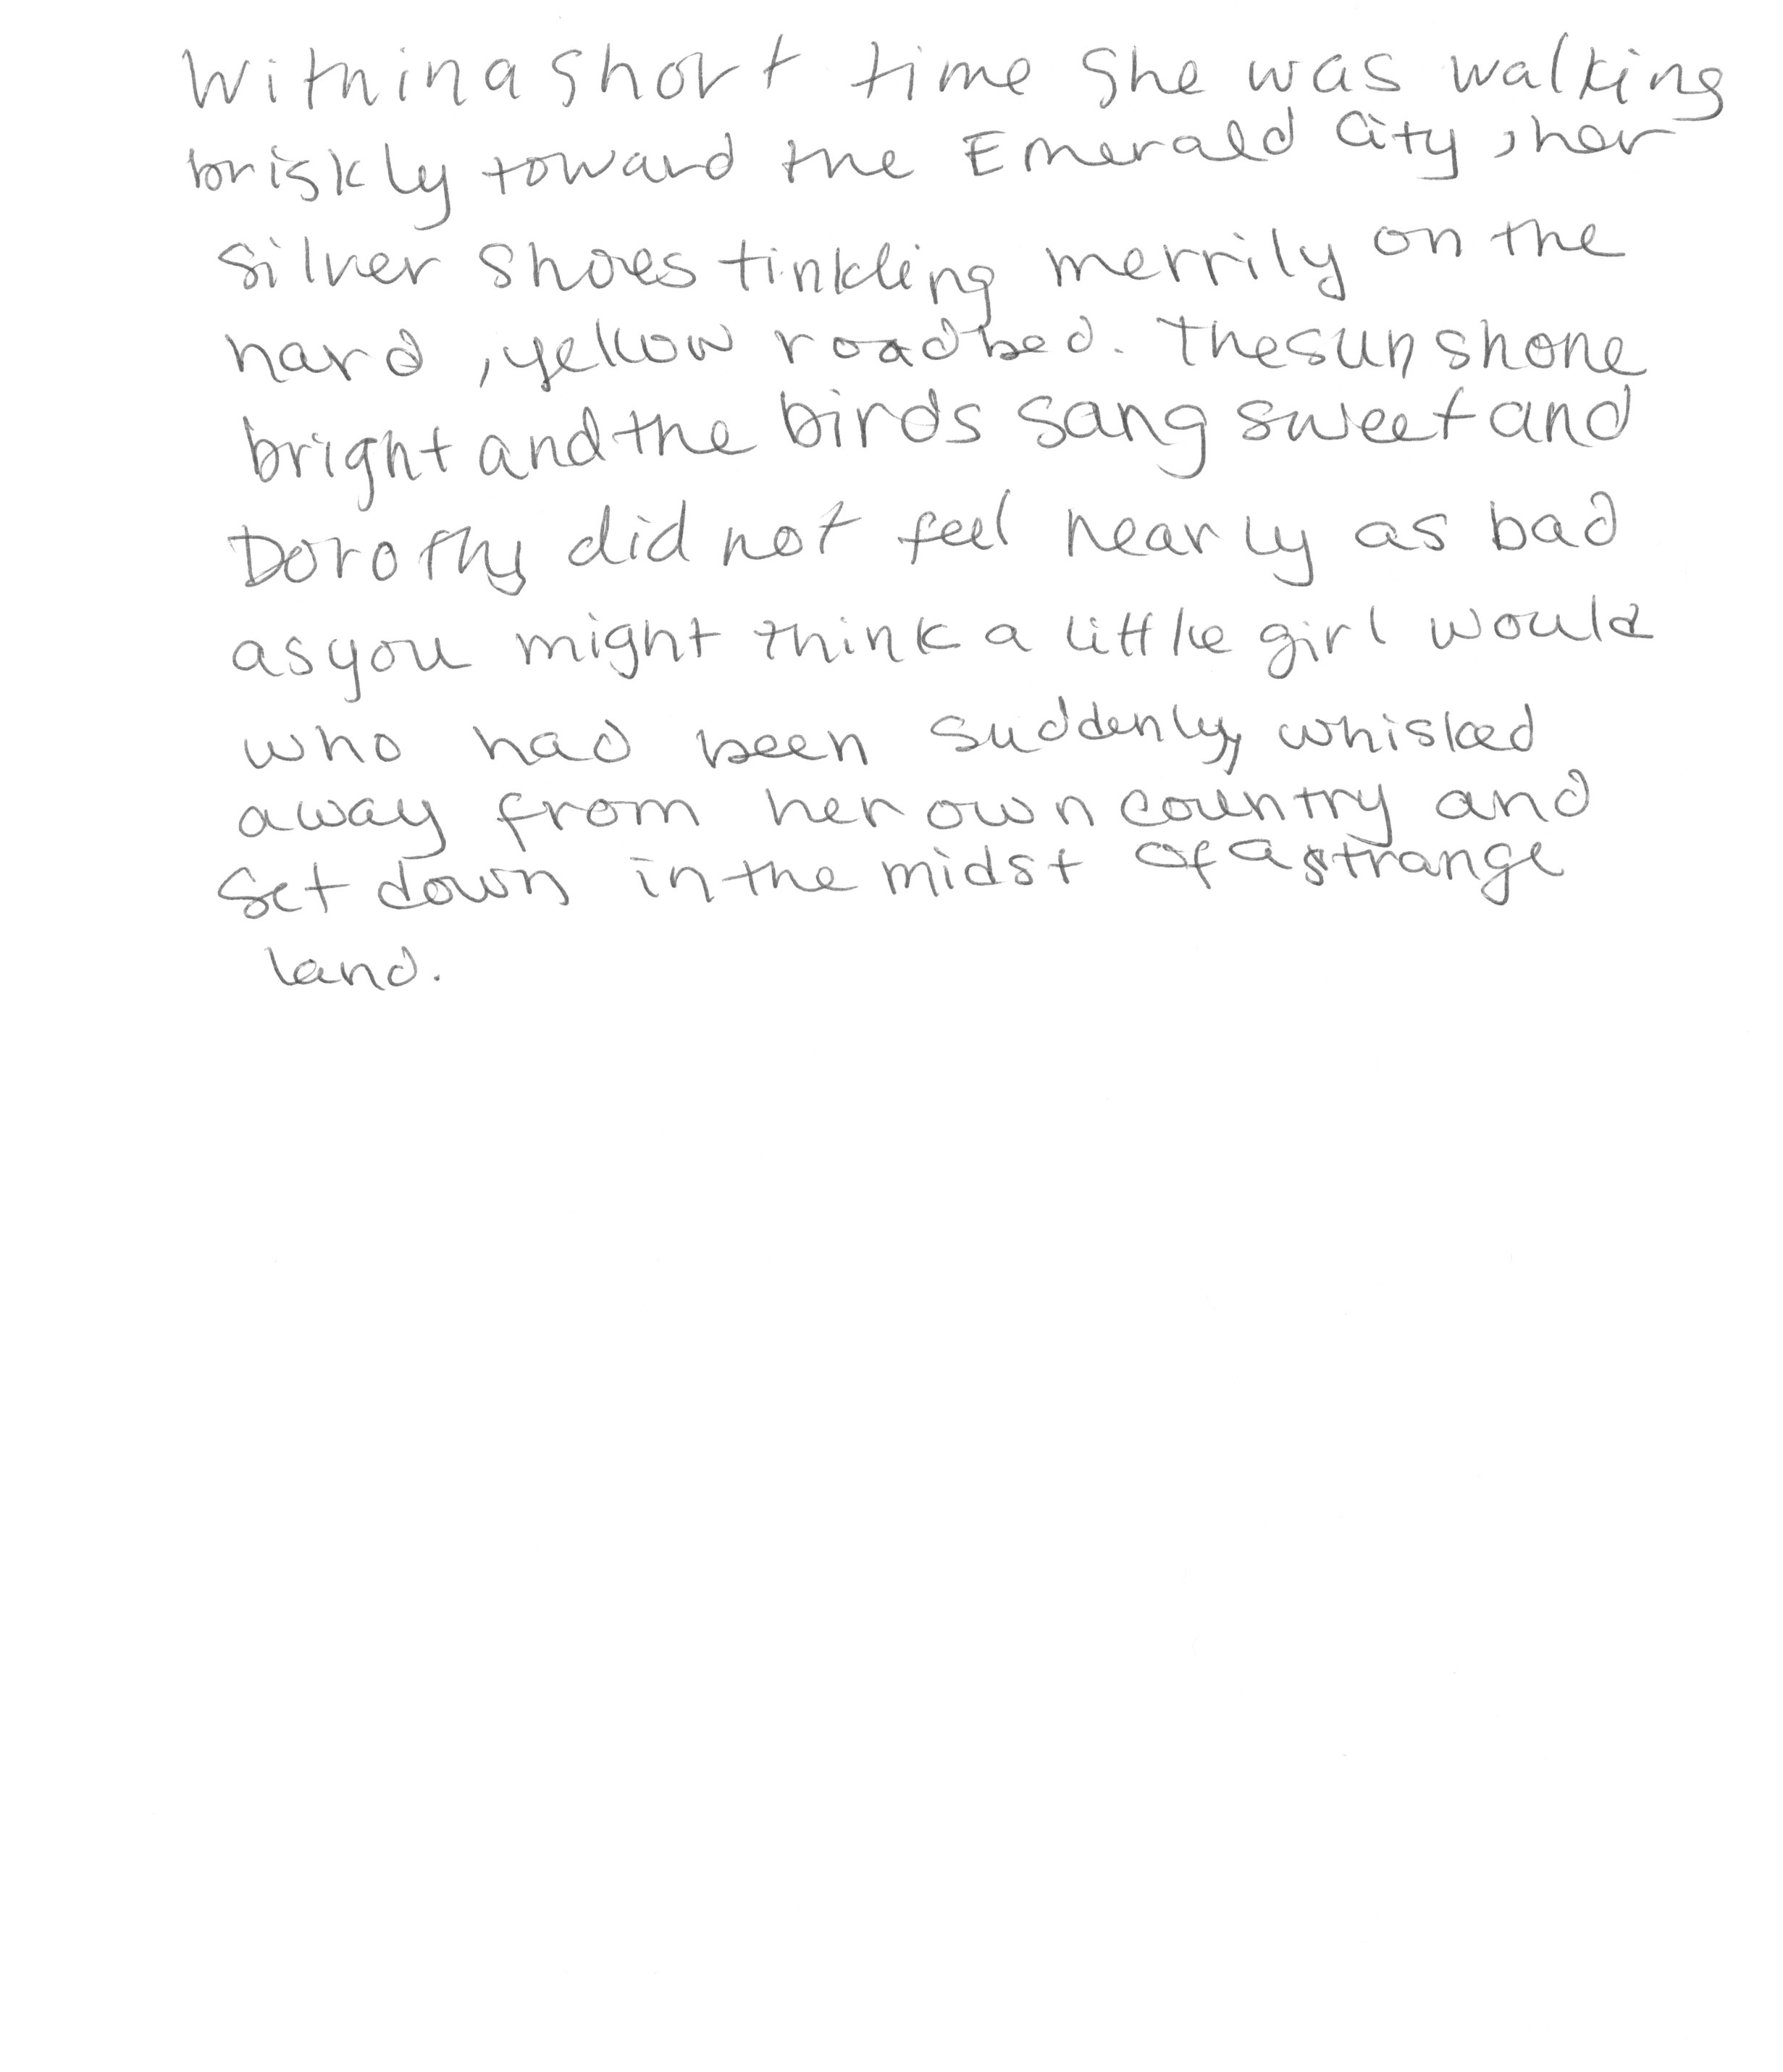 Within a short time she was walking
briskly toward the Emerald City, her
silver shoes tinkling merrily on the
hard, yellow roadbed. The sun shone
bright and the birds sang sweet and
Dorothy did not feel nearly as bad
as you might think a little girl would
who had been suddenly whisked
away from her own country and
set down in the midst of a strange
land.